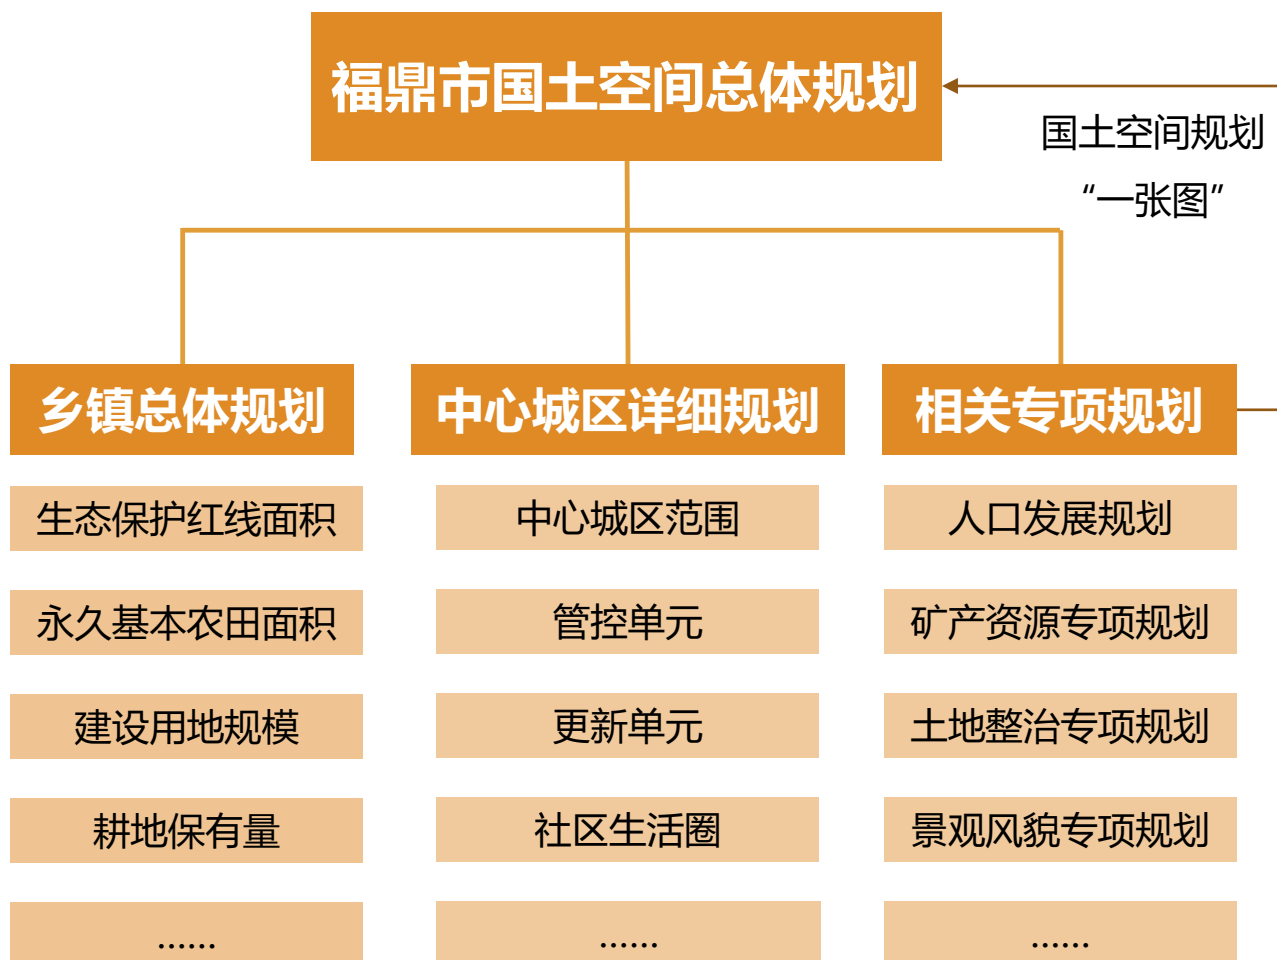 福鼎市国土空间总体规划
国土空间规划
“一张图”
乡镇总体规划
生态保护红线面积
永久基本农田面积
建设用地规模
耕地保有量
......
中心城区详细规划
中心城区范围
管控单元
更新单元
社区生活圈
......
相关专项规划
人口发展规划
矿产资源专项规划
土地整治专项规划
景观风貌专项规划
......